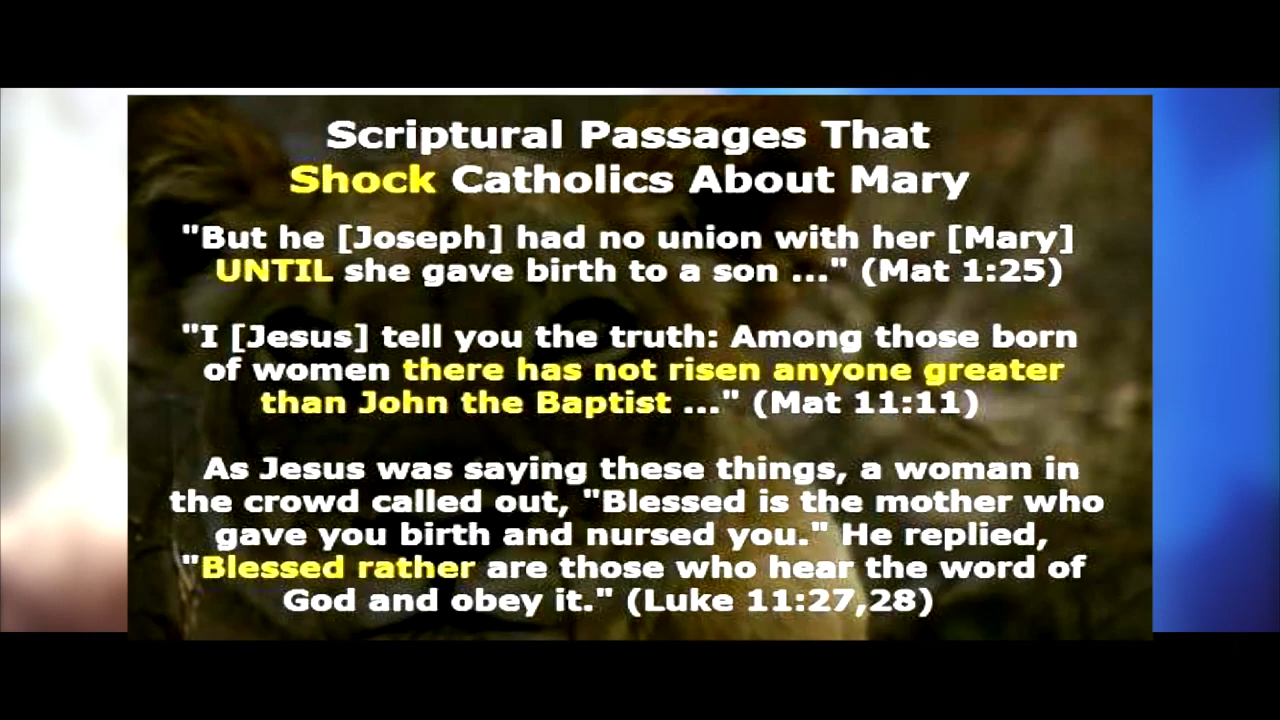 Scriptural Passages That
Shock Catholics About Mary
"But he [Joseph] had no union with her [Mary]
UNTIL she gave birth to a son ..." (Mat 1:25)
"I [Jesus] tell you the truth: Among those born
of women there has not risen anyone greater
than John the Baptist ..." (Mat 11:11)
As Jesus was saying these things, a woman in
the crowd called out, "Blessed is the mother who
gave you birth and nursed you." He replied,
"Blessed rather are those who hear the word of
God and obey it." (Luke 11:27,28)